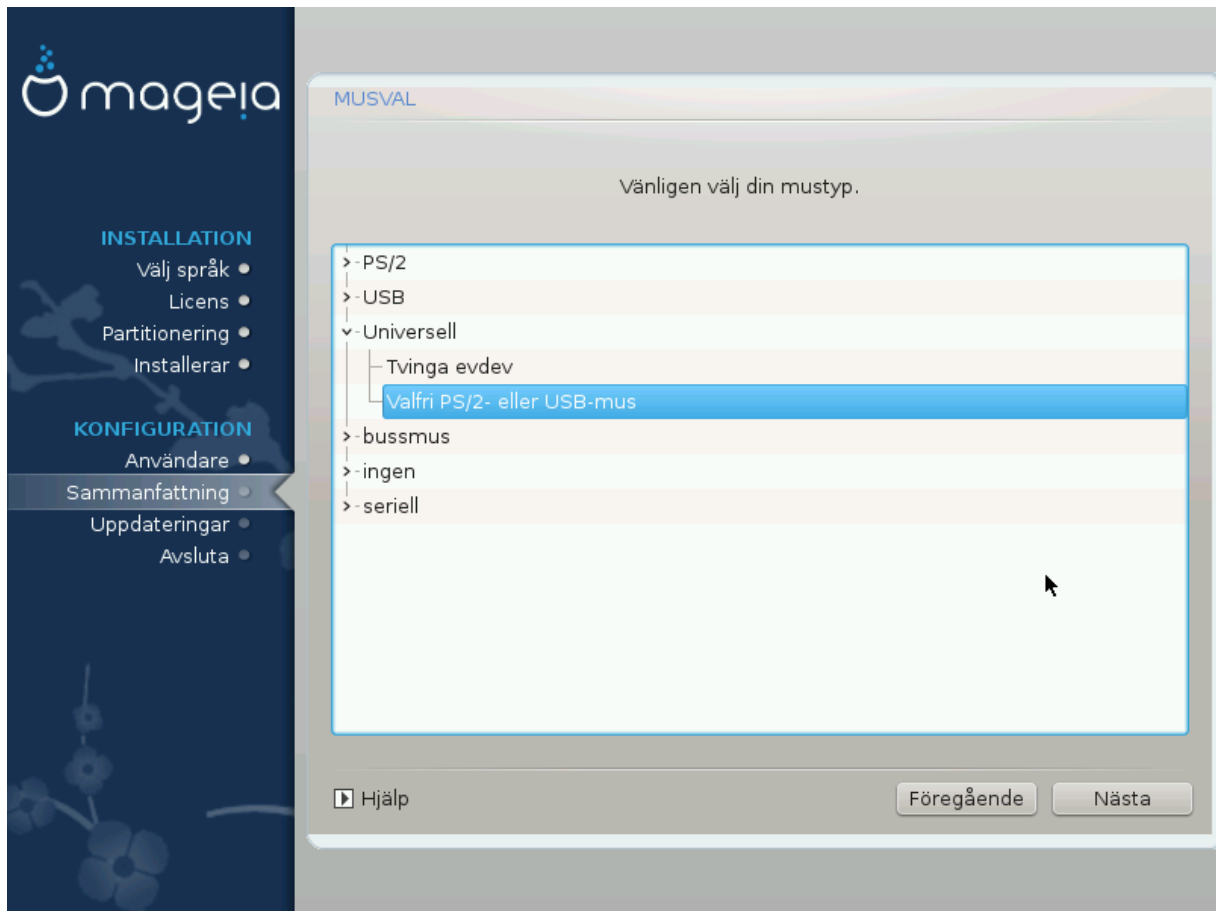 mageia
INSTALLATION
Välj språk
Licens
Partitionering
Installerar
KONFIGURATION
Användare
Sammanfattning
Uppdateringar
Avsluta
MUSVAL
Vänligen välj din mustyp.
PS/2
USB
Universell
Tvinga evdev
Valfri PS/2- eller USB-mus
bussmus
ingen
seriell
Hjälp
Föregående
Nästa